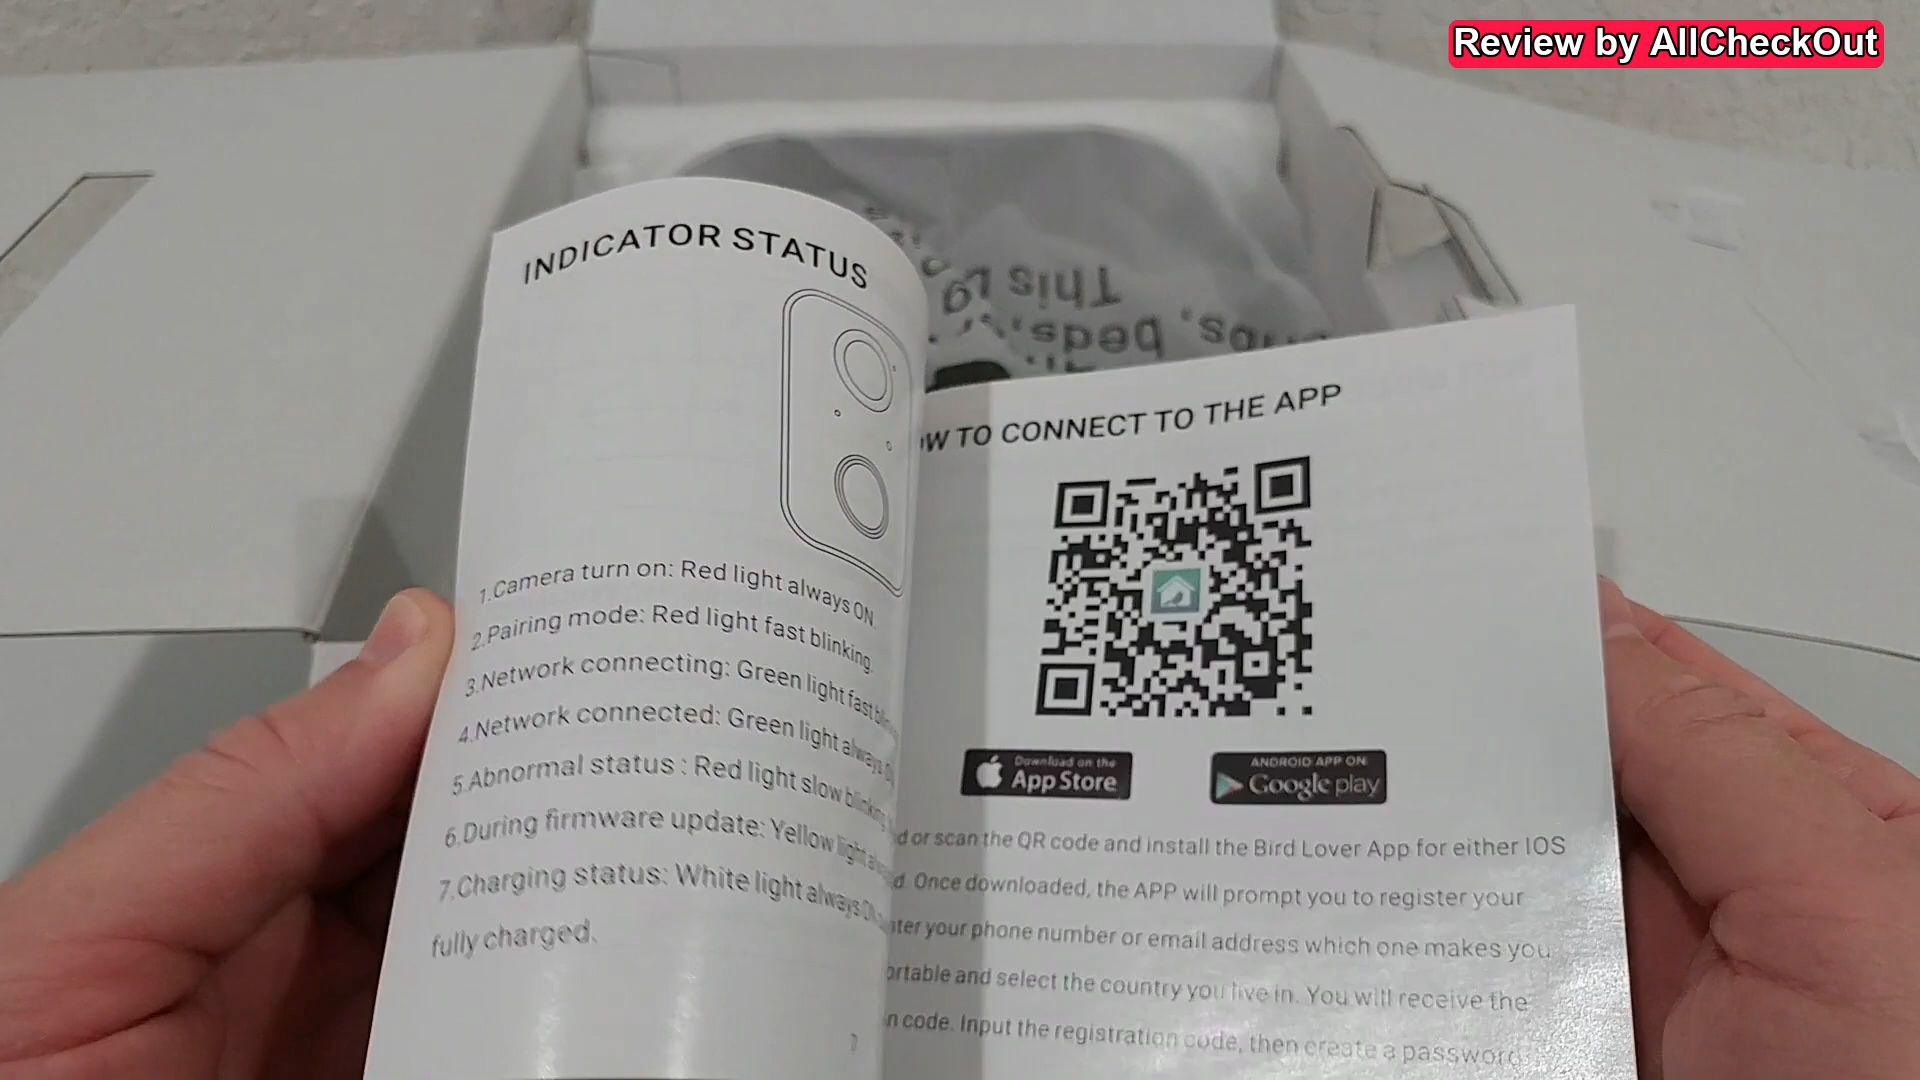 Review by AllCheckOut
This
beds,
INDICATOR STATUS
1.Camera turn on: Red light always ON.
2.Pairing mode: Red light fast blinking.
3.Network connecting: Green light fast
4.Network connected: Green light always
5.Abnormal status : Red light slow blinking
6.During firmware update: Yellow light
7.Charging status: White light always
fully charged.
7
TO CONNECT TO THE APP
Download on the
App Store
ANDROID APP ON
Google play
or scan the QR code and install the Bird Lover App for either IOS
Once downloaded, the APP will prompt you to register your
your phone number or email address which one makes you
and select the country you live in. You will receive the
code. Input the registration code, then create a password